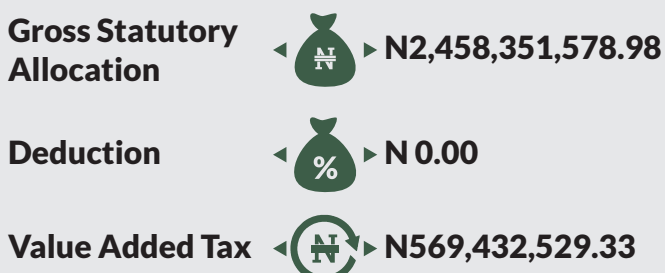 Gross Statutory
Allocation
₦
N2,458,351,578.98
Deduction
%
N 0.00
Value Added Tax
₦
N569,432,529.33